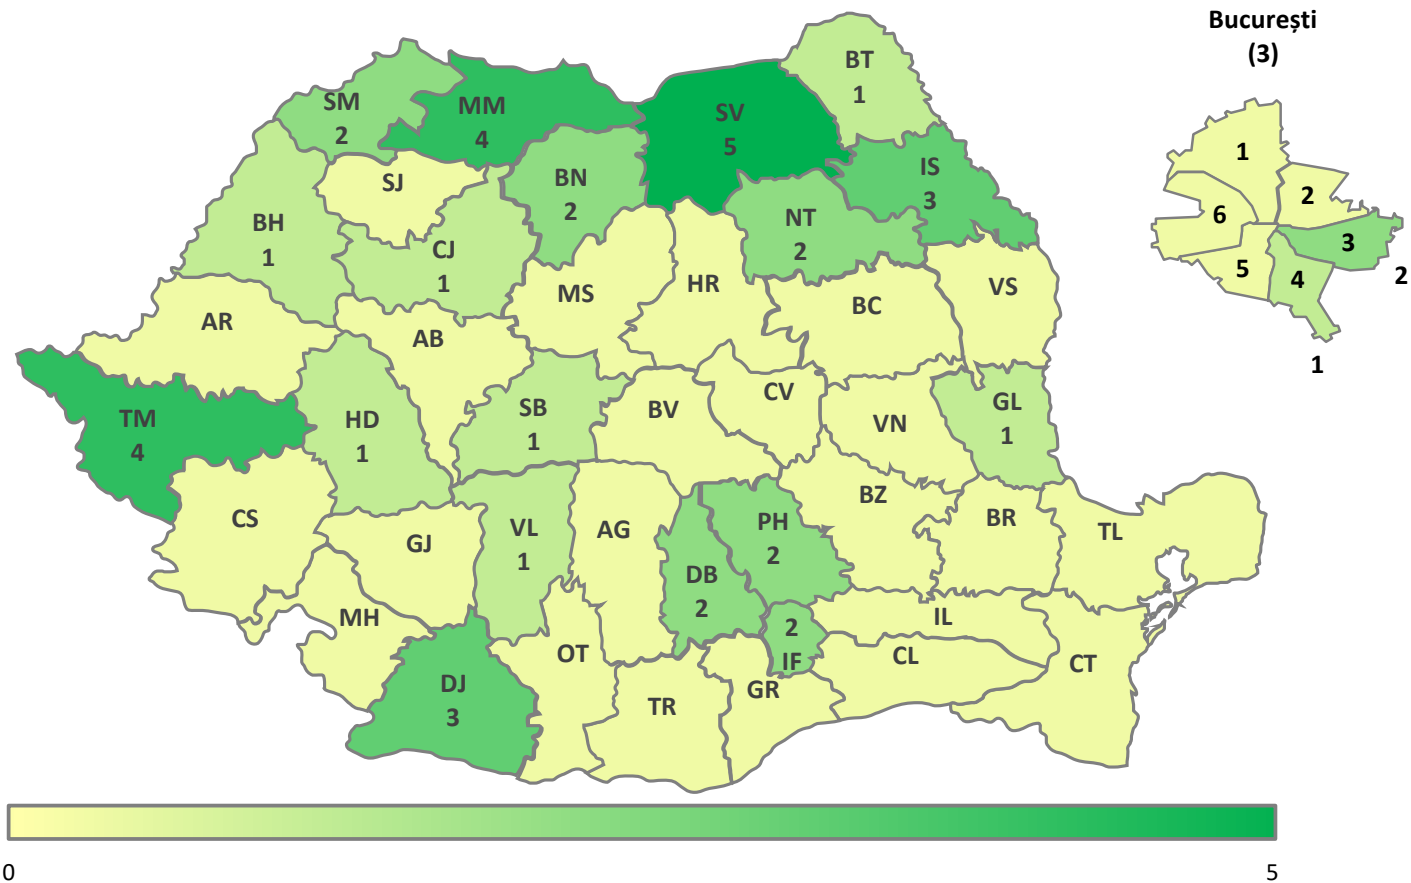 București
(3)
BT
1
SM
2
MM
4
SV
5
1
IS
3
SJ
BN
2
2
BH
1
NT
2
6
3
CJ
1
5
4
2
MS
HR
BC
VS
AR
AB
1
TM
4
HD
1
SB
1
BV
CV
VN
GL
1
CS
GJ
VL
1
AG
PH
2
BZ
BR
TL
DB
2
MH
2
IF
IL
OT
CL
CT
DJ
3
TR
GR
0
5